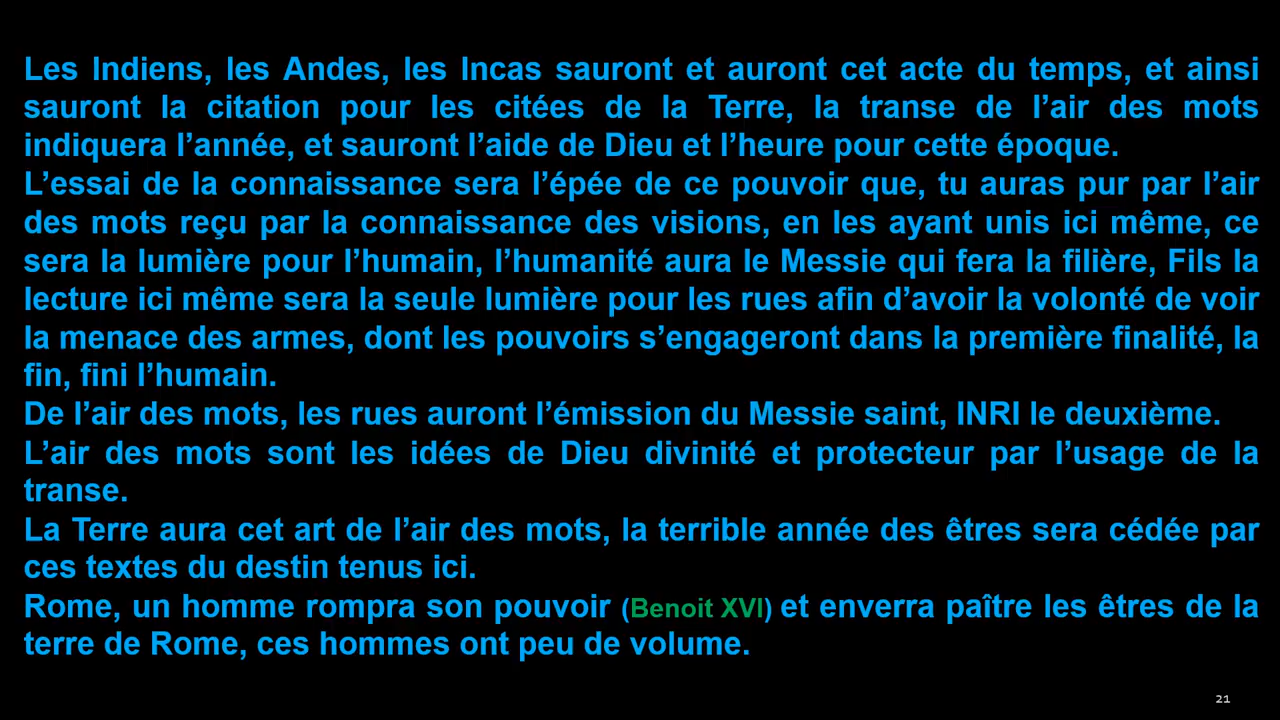 Les Indiens, les Andes, les Incas sauront et auront cet acte du temps, et ainsi
sauront la citation pour les citées de la Terre, la transe de l’air des mots
indiquera l’année, et sauront l’aide de Dieu et l’heure pour cette époque.
L’essai de la connaissance sera l’épée de ce pouvoir que, tu auras pur par l’air
des mots reçu par la connaissance des visions, en les ayant unis ici même, ce
sera la lumière pour l’humain, l’humanité aura le Messie qui fera la filière, Fils la
lecture ici même sera la seule lumière pour les rues afin d’avoir la volonté de voir
la menace des armes, dont les pouvoirs s’engageront dans la première finalité, la
fin, fini l’humain.
De l’air des mots, les rues auront l’émission du Messie saint, INRI le deuxième.
L’air des mots sont les idées de Dieu divinité et protecteur par l’usage de la
transe.
La Terre aura cet art de l’air des mots, la terrible année des êtres sera cédée par
ces textes du destin tenus ici.
Rome, un homme rompra son pouvoir (Benoit XVI) et enverra paître les êtres de la
terre de Rome, ces hommes ont peu de volume.
21